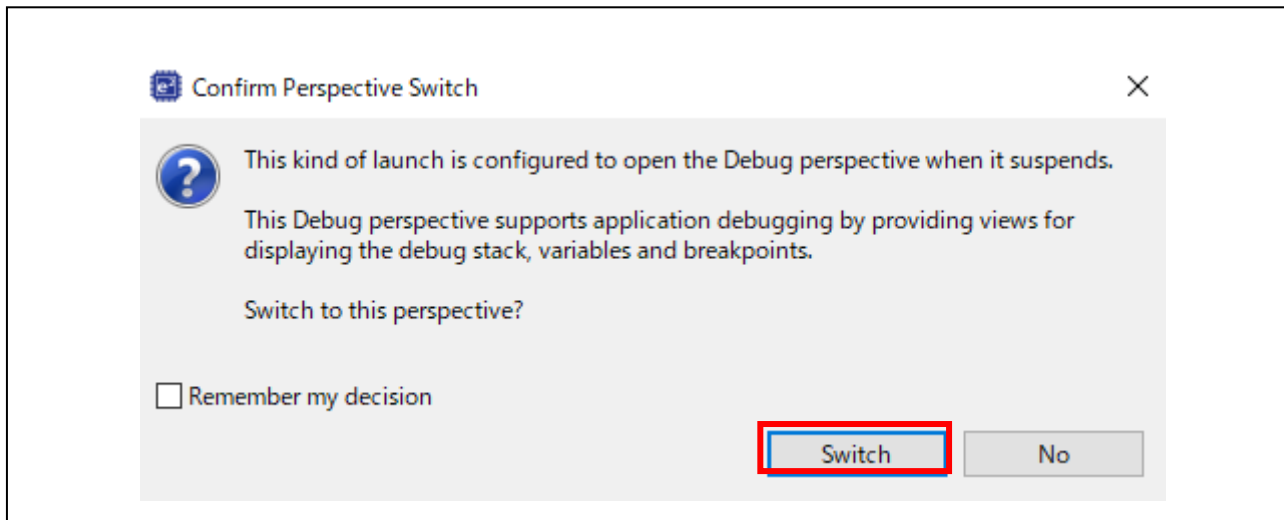 Confirm Perspective Switch
This kind of launch is configured to open the Debug perspective when it suspends.
This Debug perspective supports application debugging by providing views for
displaying the debug stack, variables and breakpoints.
Switch to this perspective?
Remember my decision
Switch
No